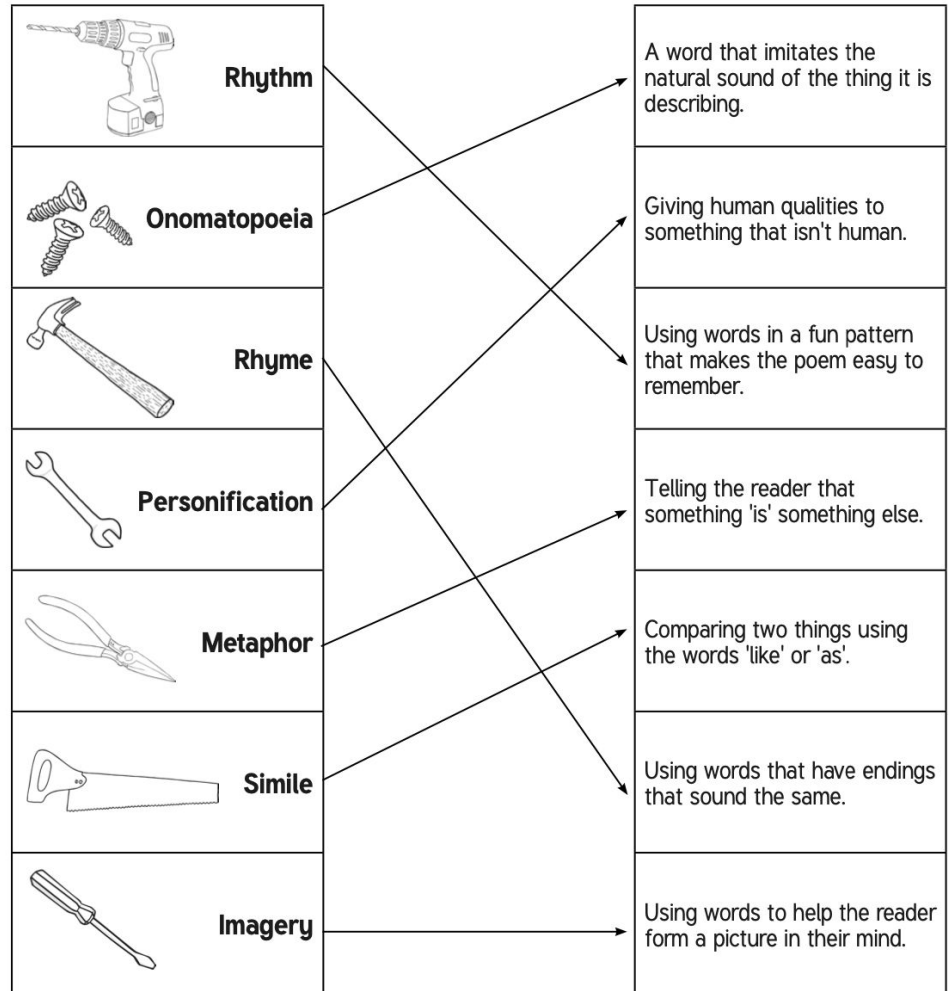 Rhythm
A word that imitates the
natural sound of the thing it is
describing.
Onomatopoeia
Giving human qualities to
something that isn't human.
Rhyme
Using words in a fun pattern
that makes the poem easy to
remember.
Personification
Telling the reader that
something 'is' something else.
Metaphor
Comparing two things using
the words 'like' or 'as'.
Simile
Using words that have endings
that sound the same.
Imagery
Using words to help the reader
form a picture in their mind.